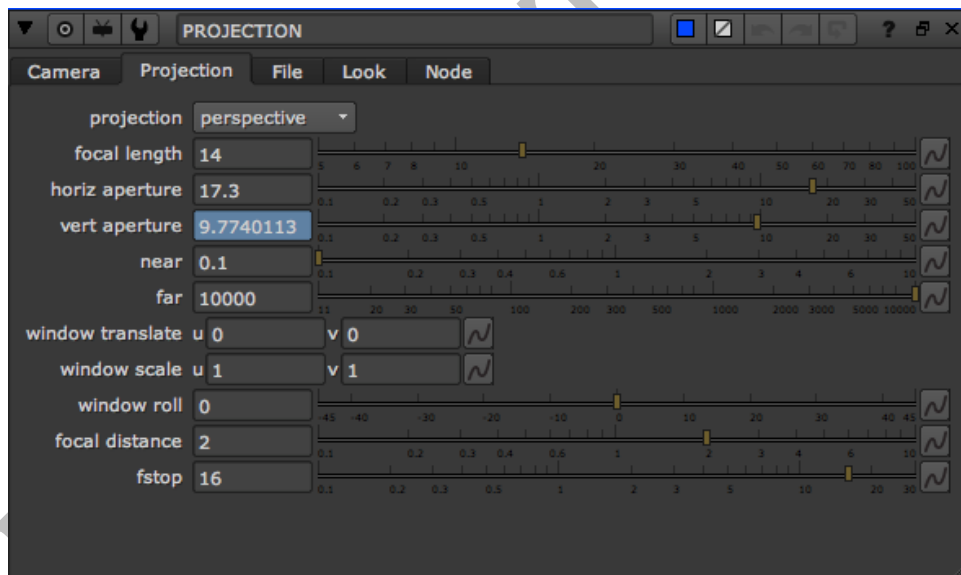 PROJECTION ?
Camera Projection File Look Node
projection perspective
focal length 14
5 6 7 8 10 20 30 40 50 60 70 80 100
horiz aperture 17.3
0.1 0.2 0.3 0.5 1 2 3 5 10 20 30 50
vert aperture 9.7740113
0.1 0.2 0.3 0.5 1 2 3 5 10 20 30 50
near 0.1
0.1 0.2 0.3 0.4 0.6 1 2 3 4 6 10
far 10000
11 20 30 50 100 200 300 500 1000 2000 3000 5000 10000
window translate u 0 v 0
window scale u 1 v 1
window roll 0
-45 -40 -30 -20 -10 0 10 20 30 40 45
focal distance 2
0.1 0.2 0.3 0.4 0.6 1 2 3 4 6 10
fstop 16
0.1 0.2 0.3 0.5 1 2 3 5 10 20 30